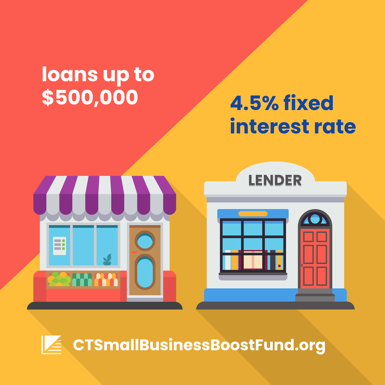 loans up to
$500,000
4.5% fixed
interest rate
LENDER
CTSmallBusinessBoostFund.org